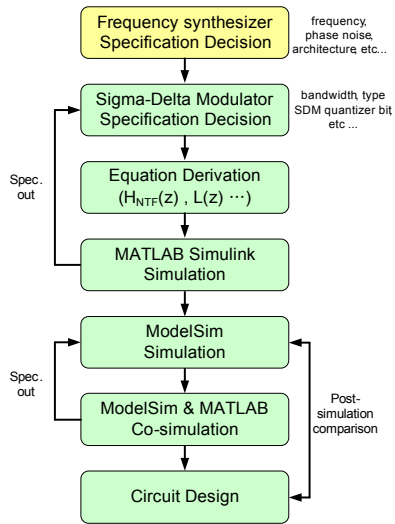 Frequency synthesizer
Specification Decision
frequency,
phase noise,
architecture, etc...
Sigma-Delta Modulator
Specification Decision
bandwidth, type
SDM quantizer bit,
etc ...
Spec.
out
Equation Derivation
(H_NTF(z) , L(z) ⋯)
MATLAB Simulink
Simulation
ModelSim
Simulation
Spec.
out
ModelSim & MATLAB
Co-simulation
Post-
simulation
comparison
Circuit Design